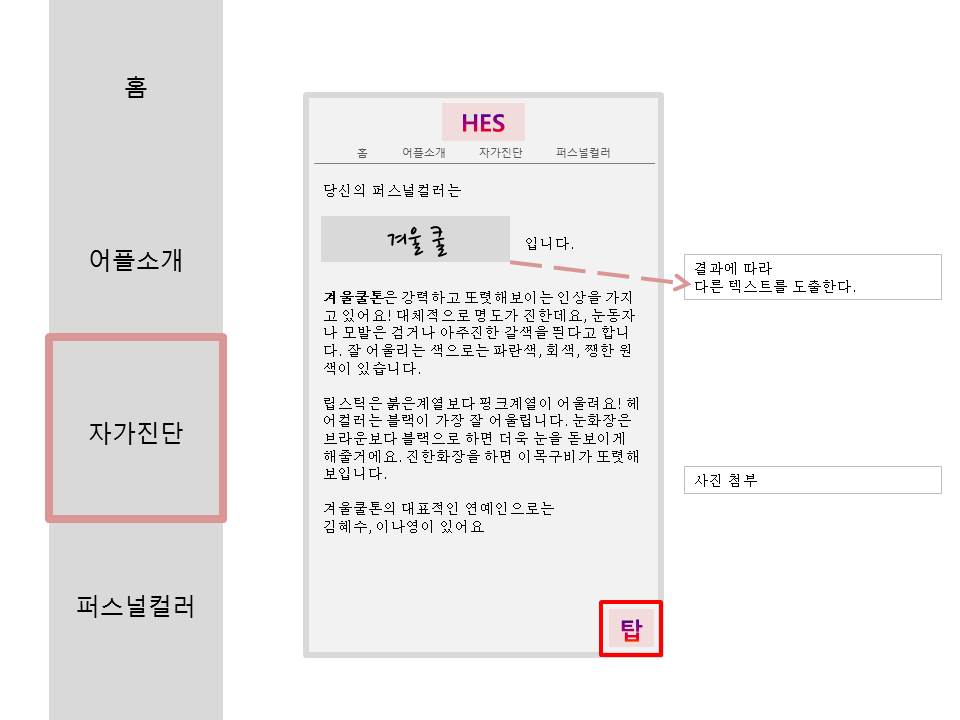 홈
어플소개
자가진단
퍼스널컬러
HES
홈 어플소개 자가진단 퍼스널컬러
당신의 퍼스널컬러는
겨울 쿨
입니다.
겨울쿨톤은 강력하고 또렷해보이는 인상을 가지
고 있어요! 대체적으로 명도가 진한데요, 눈동자
나 모발은 검거나 아주진한 갈색을 띈다고 합니
다. 잘 어울리는 색으로는 파란색, 회색, 쨍한 원
색이 있습니다.
립스틱은 붉은계열보다 핑크계열이 어울려요! 헤
어컬러는 블랙이 가장 잘 어울립니다. 눈화장은
브라운보다 블랙으로 하면 더욱 눈을 돋보이게
해줄거에요. 진한화장을 하면 이목구비가 또렷해
보입니다.
겨울쿨톤의 대표적인 연예인으로는
김혜수, 이나영이 있어요
탑
결과에 따라
다른 텍스트를 도출한다.
사진 첨부